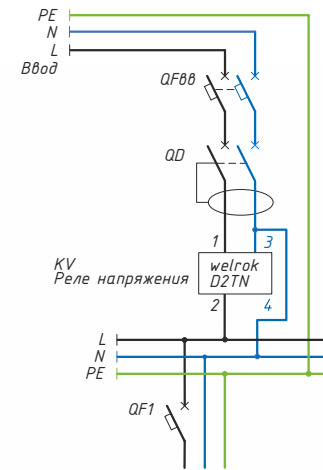 PE
N
L
Ввод
QFвв
QD
1 3
KV
Реле напряжения
welrok
D2TN
2 4
L
N
PE
QF1